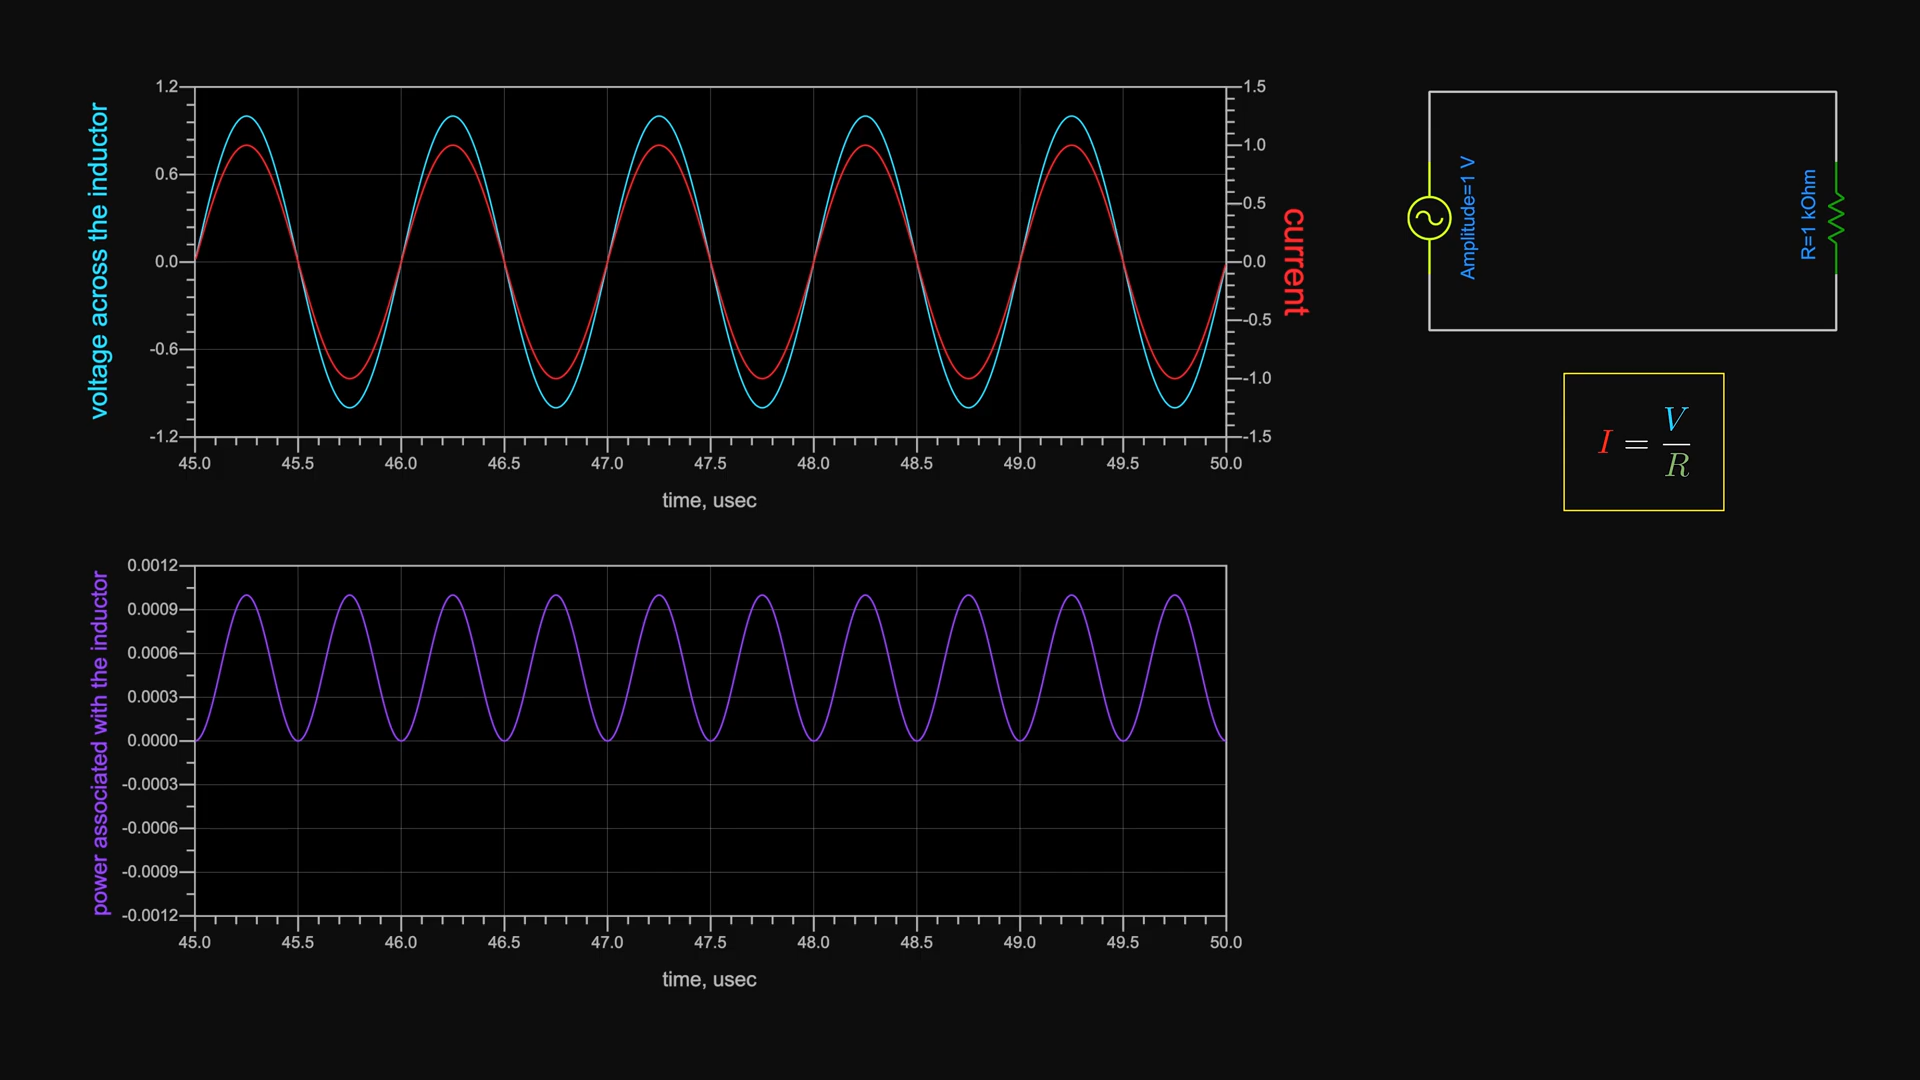 voltage across the inductor
1.2
0.6
0.0
-0.6
-1.2
1.5
1.0
0.5
0.0
-0.5
-1.0
-1.5
current
45.0 45.5 46.0 46.5 47.0 47.5 48.0 48.5 49.0 49.5 50.0
time, usec
Amplitude=1 V
R=1 kOhm
I = V/R
power associated with the inductor
0.0012
0.0009
0.0006
0.0003
0.0000
-0.0003
-0.0006
-0.0009
-0.0012
45.0 45.5 46.0 46.5 47.0 47.5 48.0 48.5 49.0 49.5 50.0
time, usec